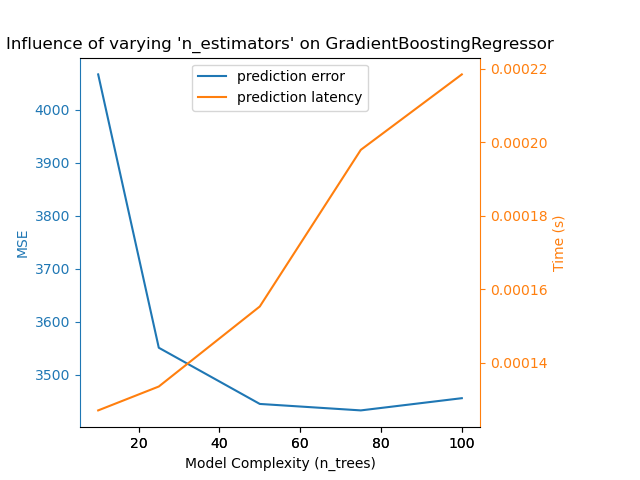 Influence of varying 'n_estimators' on GradientBoostingRegressor
prediction error
prediction latency
4000
3900
3800
3700
3600
3500
MSE
0.00022
0.00020
0.00018
0.00016
0.00014
Time (s)
20 40 60 80 100
Model Complexity (n_trees)